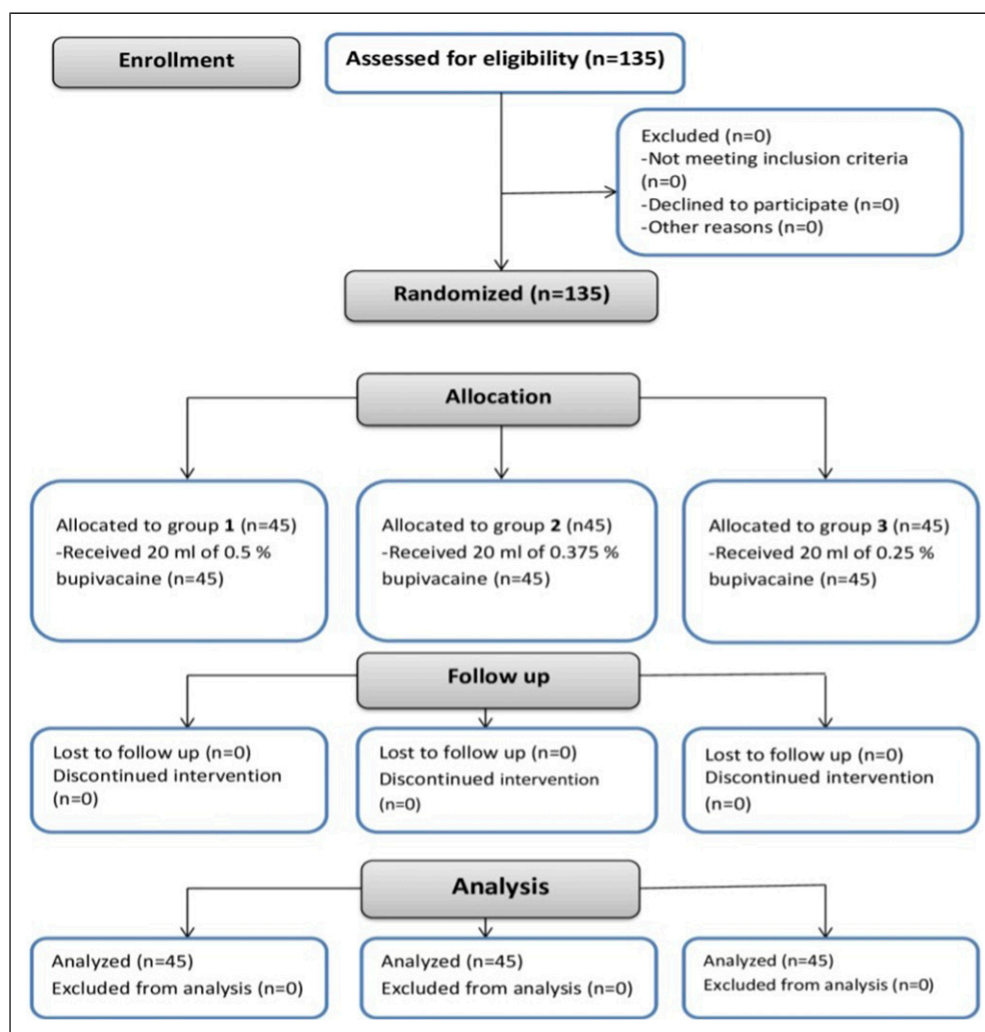 Enrollment
Assessed for eligibility (n=135)
Excluded (n=0)
-Not meeting inclusion criteria
(n=0)
-Declined to participate (n=0)
-Other reasons (n=0)
Randomized (n=135)
Allocation
Allocated to group 1 (n=45)
-Received 20 ml of 0.5 %
bupivacaine (n=45)
Allocated to group 2 (n45)
-Received 20 ml of 0.375 %
bupivacaine (n=45)
Allocated to group 3 (n=45)
-Received 20 ml of 0.25 %
bupivacaine (n=45)
Follow up
Lost to follow up (n=0)
Discontinued intervention
(n=0)
Lost to follow up (n=0)
Discontinued intervention
(n=0)
Lost to follow up (n=0)
Discontinued intervention
(n=0)
Analysis
Analyzed (n=45)
Excluded from analysis (n=0)
Analyzed (n=45)
Excluded from analysis (n=0)
Analyzed (n=45)
Excluded from analysis (n=0)